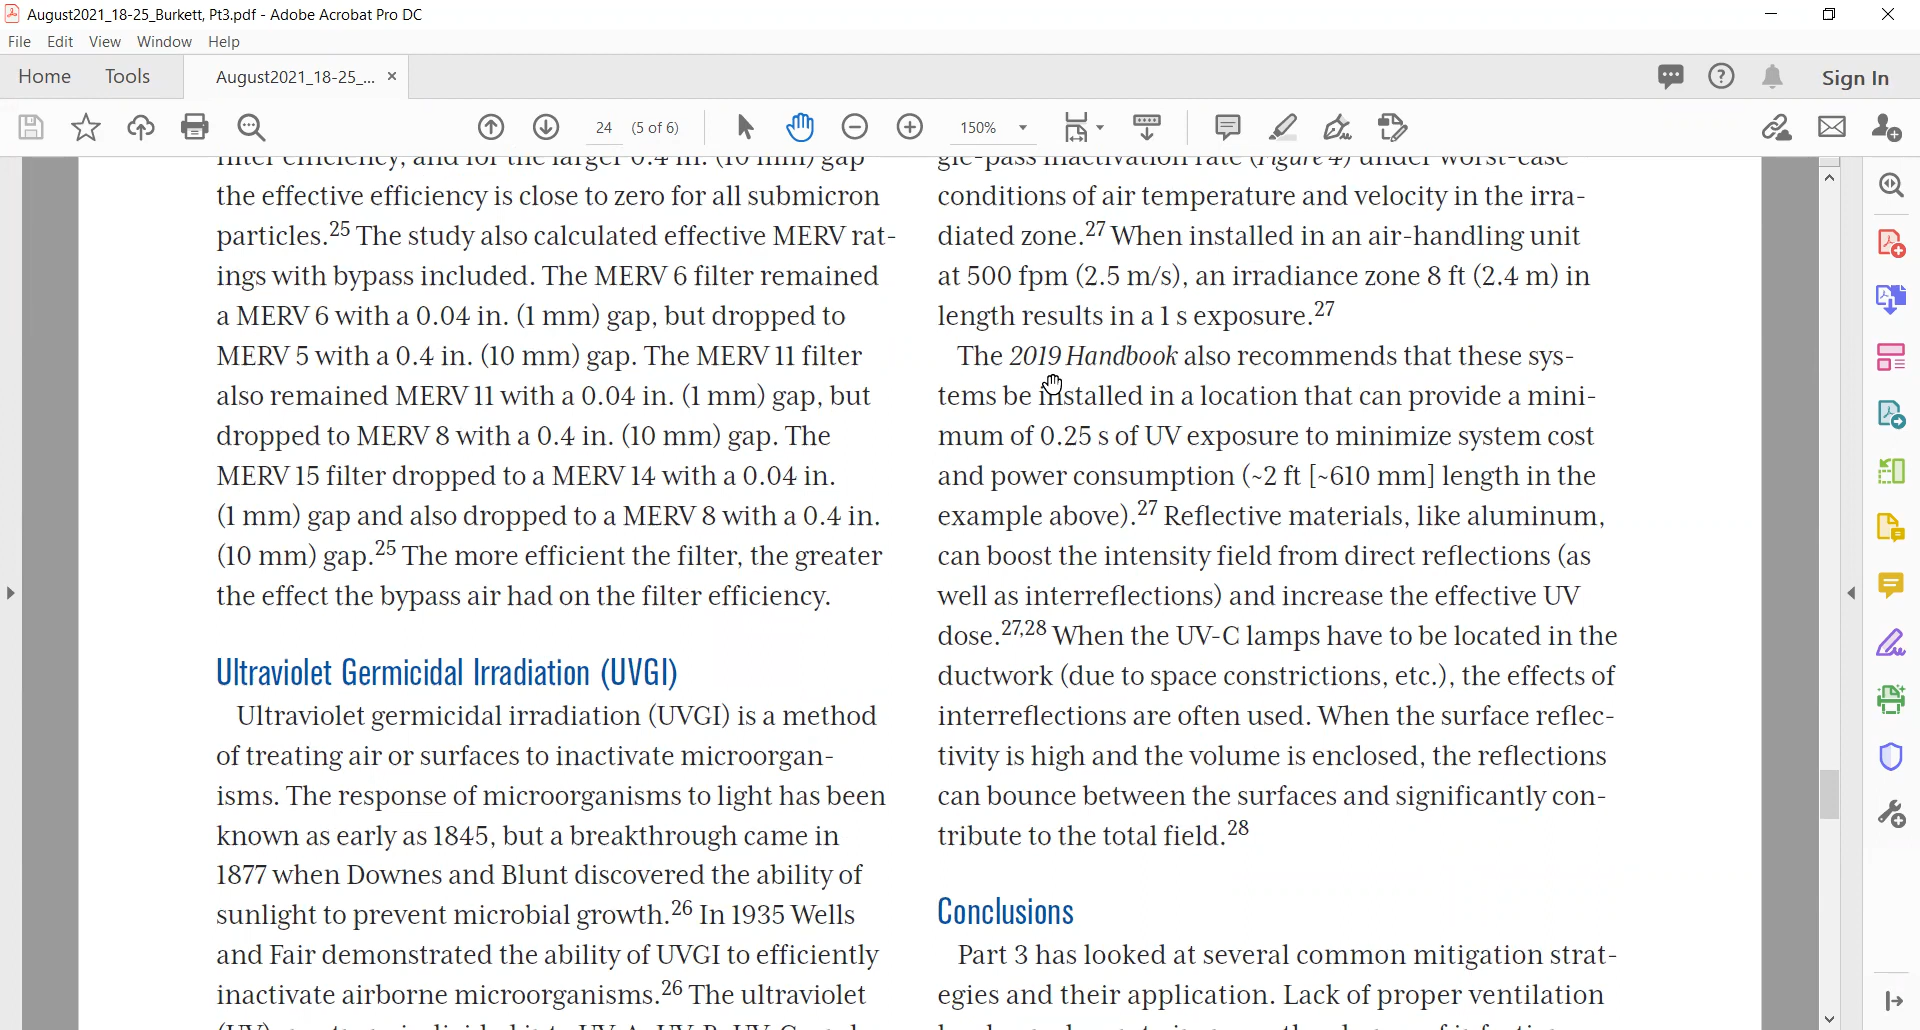 August2021_18-25_Burkett, Pt3.pdf - Adobe Acrobat Pro DC
File Edit View Window Help
Home Tools August2021_18-25_... × Sign In
24 (5 of 6) 150%
filter efficiency, and for the larger 0.4 in. (10 mm) gap
the effective efficiency is close to zero for all submicron
particles.25 The study also calculated effective MERV rat-
ings with bypass included. The MERV 6 filter remained
a MERV 6 with a 0.04 in. (1 mm) gap, but dropped to
MERV 5 with a 0.4 in. (10 mm) gap. The MERV 11 filter
also remained MERV 11 with a 0.04 in. (1 mm) gap, but
dropped to MERV 8 with a 0.4 in. (10 mm) gap. The
MERV 15 filter dropped to a MERV 14 with a 0.04 in.
(1 mm) gap and also dropped to a MERV 8 with a 0.4 in.
(10 mm) gap.25 The more efficient the filter, the greater
the effect the bypass air had on the filter efficiency.
Ultraviolet Germicidal Irradiation (UVGI)
Ultraviolet germicidal irradiation (UVGI) is a method
of treating air or surfaces to inactivate microorgan-
isms. The response of microorganisms to light has been
known as early as 1845, but a breakthrough came in
1877 when Downes and Blunt discovered the ability of
sunlight to prevent microbial growth.26 In 1935 Wells
and Fair demonstrated the ability of UVGI to efficiently
inactivate airborne microorganisms.26 The ultraviolet
gle-pass inactivation rate (Figure 4) under worst-case
conditions of air temperature and velocity in the irra-
diated zone.27 When installed in an air-handling unit
at 500 fpm (2.5 m/s), an irradiance zone 8 ft (2.4 m) in
length results in a 1 s exposure.27
The 2019 Handbook also recommends that these sys-
tems be installed in a location that can provide a mini-
mum of 0.25 s of UV exposure to minimize system cost
and power consumption (~2 ft [~610 mm] length in the
example above).27 Reflective materials, like aluminum,
can boost the intensity field from direct reflections (as
well as interreflections) and increase the effective UV
dose.27,28 When the UV-C lamps have to be located in the
ductwork (due to space constrictions, etc.), the effects of
interreflections are often used. When the surface reflec-
tivity is high and the volume is enclosed, the reflections
can bounce between the surfaces and significantly con-
tribute to the total field.28
Conclusions
Part 3 has looked at several common mitigation strat-
egies and their application. Lack of proper ventilation